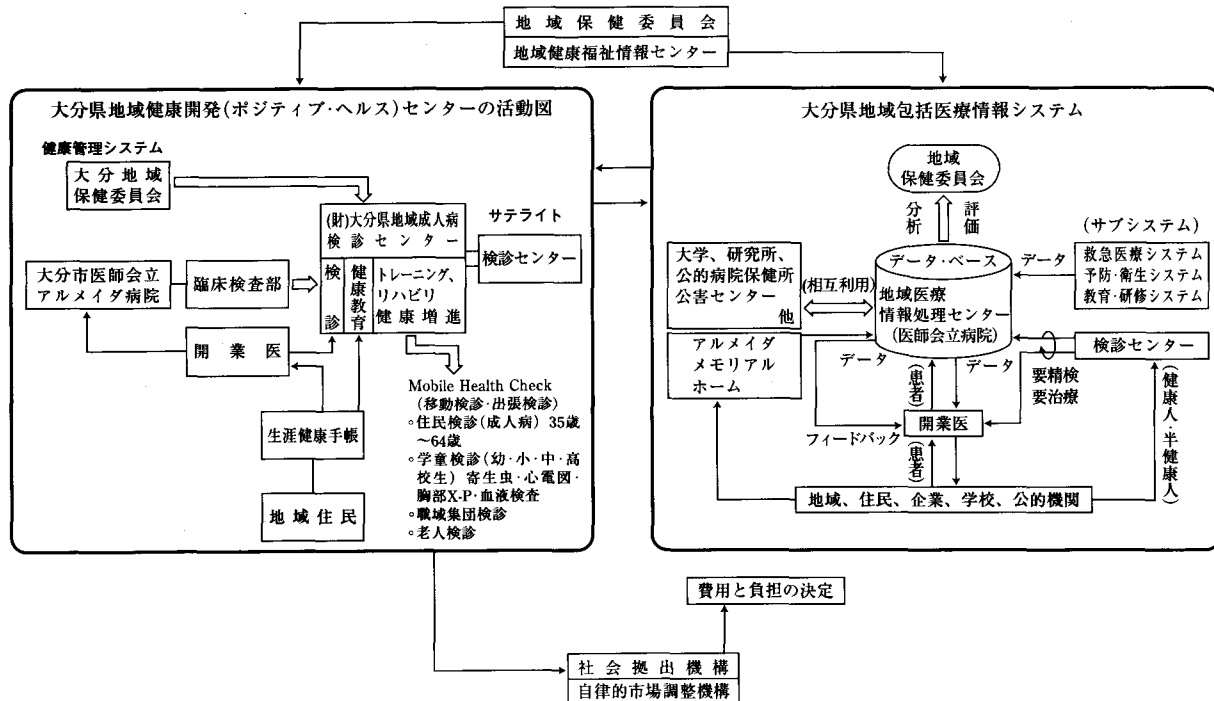 地域保健委員会
地域健康福祉情報センター
大分県地域健康開発(ポジティブ・ヘルス)センターの活動図
健康管理システム
大分地域
保健委員会
(財)大分県地域成人病
検診センター
検診
健康教育
トレーニング、
リハビリ
健康増進
サテライト
検診センター
大分市医師会立
アルメイダ病院
臨床検査部
開業医
生涯健康手帳
地域住民
Mobile Health Check
(移動検診・出張検診)
◦住民検診(成人病) 35歳
～64歳
◦学童検診(幼・小・中・高
校生) 寄生虫・心電図・
胸部X-P・血液検査
◦職域集団検診
◦老人検診
大分県地域包括医療情報システム
地域
保健委員会
分析
評価
(サブシステム)
救急医療システム
予防・衛生システム
教育・研修システム
データ
大学、研究所、
公的病院保健所
公害センター
他
(相互利用)
データ・ベース
地域医療
情報処理センター
(医師会立病院)
アルメイダ
メモリアル
ホーム
データ
(患者)
データ
検診センター
要精検
要治療
(健康人・半健康人)
フィードバック
開業医
(患者)
地域、住民、企業、学校、公的機関
費用と負担の決定
社会拠出機構
自律的市場調整機構